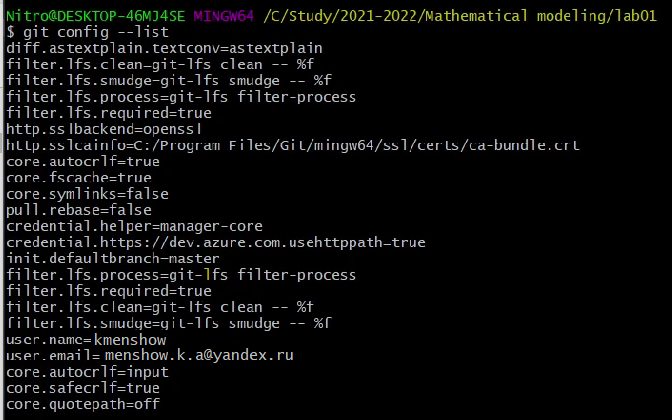 Nitro@DESKTOP-46MJ4SE MINGW64 /C/Study/2021-2022/Mathematical modeling/lab01
$ git config --list
diff.astextplain.textconv=astextplain
filter.lfs.clean=git-lfs clean -- %f
filter.lfs.smudge=git-lfs smudge -- %f
filter.lfs.process=git-lfs filter-process
filter.lfs.required=true
http.sslbackend=openssl
http.sslcainfo=C:/Program Files/Git/mingw64/ssl/certs/ca-bundle.crt
core.autocrlf=true
core.fscache=true
core.symlinks=false
pull.rebase=false
credential.helper=manager-core
credential.https://dev.azure.com.usehttppath=true
init.defaultbranch=master
filter.lfs.process=git-lfs filter-process
filter.lfs.required=true
filter.lfs.clean=git-lfs clean -- %f
filter.lfs.smudge=git-lfs smudge -- %f
user.name=kmenshow
user.email=menshow.k.a@yandex.ru
core.autocrlf=input
core.safecrlf=true
core.quotepath=off